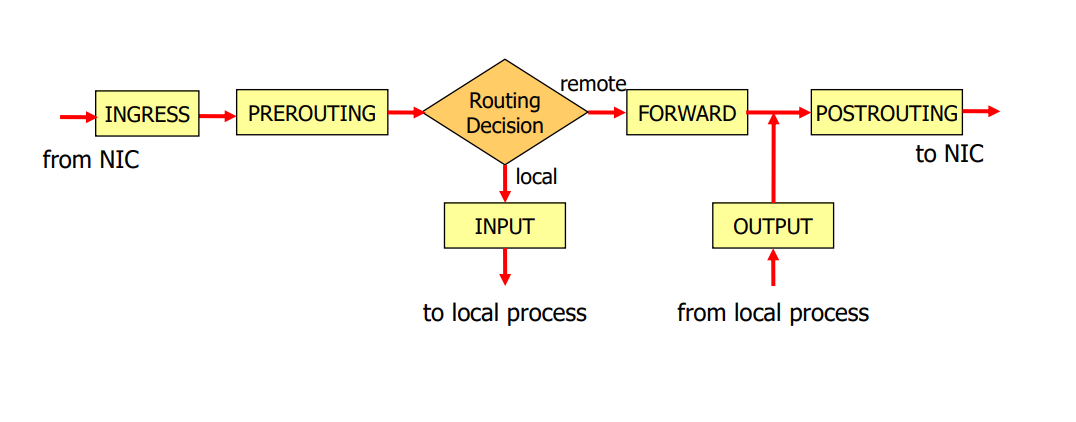 INGRESS
from NIC
PREROUTING
Routing
Decision
remote
local
FORWARD
POSTROUTING
to NIC
INPUT
to local process
OUTPUT
from local process